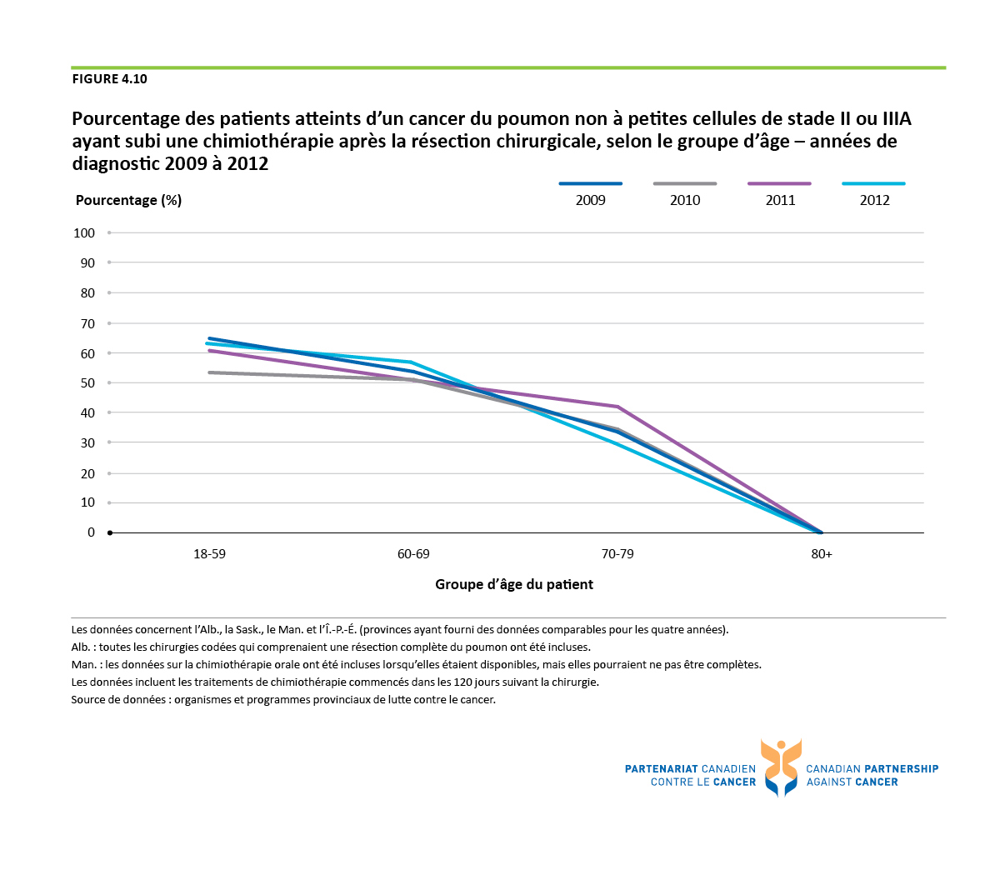 FIGURE 4.10
Pourcentage des patients atteints d’un cancer du poumon non à petites cellules de stade II ou IIIA
ayant subi une chimiothérapie après la résection chirurgicale, selon le groupe d’âge – années de
diagnostic 2009 à 2012
Pourcentage (%)
2009
2010
2011
2012
100
90
80
70
60
50
40
30
20
10
0
18-59
60-69
70-79
80+
Groupe d’âge du patient
Les données concernent l’Alb., la Sask., le Man. et l’Î.-P.-É. (provinces ayant fourni des données comparables pour les quatre années).
Alb. : toutes les chirurgies codées qui comprenaient une résection complète du poumon ont été incluses.
Man. : les données sur la chimiothérapie orale ont été incluses lorsqu’elles étaient disponibles, mais elles pourraient ne pas être complètes.
Les données incluent les traitements de chimiothérapie commencés dans les 120 jours suivant la chirurgie.
Source de données : organismes et programmes provinciaux de lutte contre le cancer.
PARTENARIAT CANADIEN
CONTRE LE CANCER
CANADIAN PARTNERSHIP
AGAINST CANCER